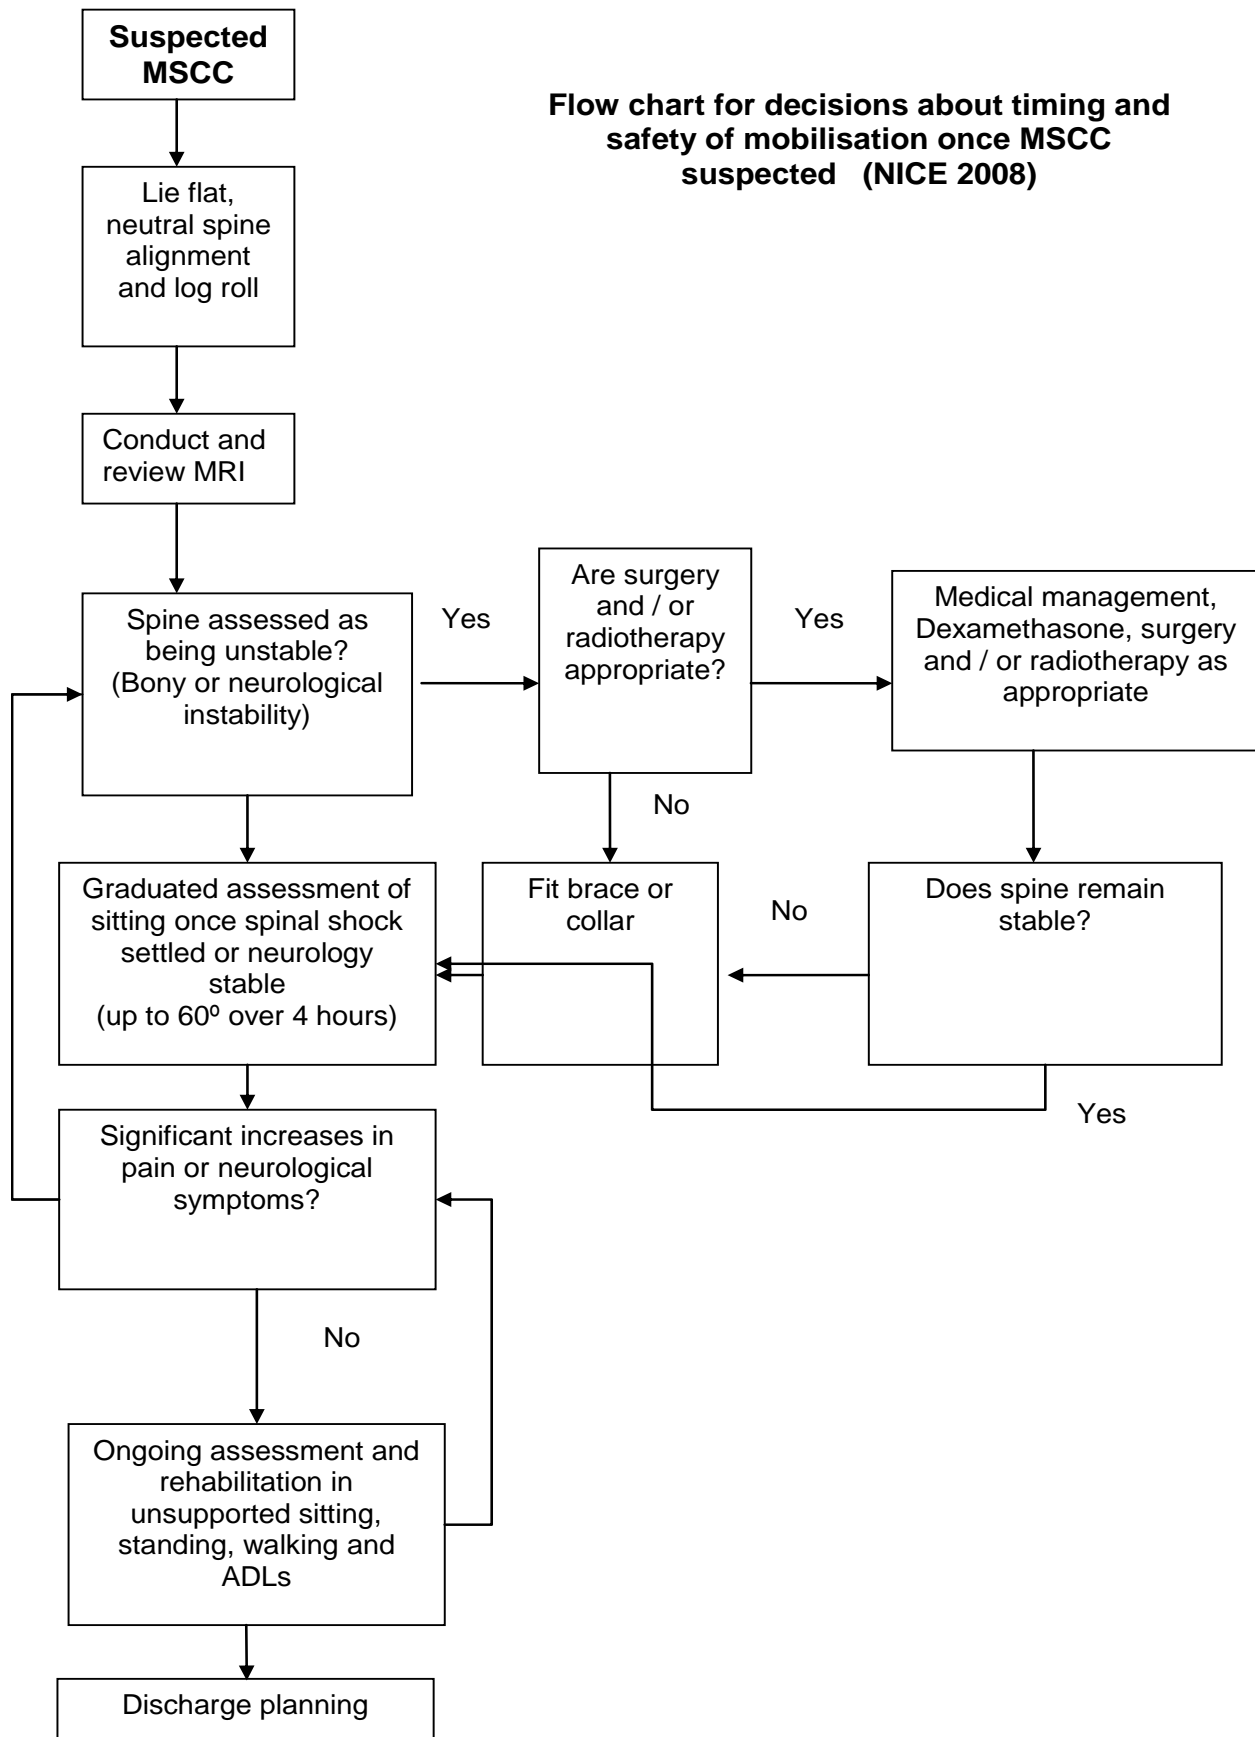 Suspected
MSCC
Flow chart for decisions about timing and
safety of mobilisation once MSCC
suspected (NICE 2008)
Lie flat,
neutral spine
alignment
and log roll
Conduct and
review MRI
Spine assessed as
being unstable?
(Bony or neurological
instability)
Yes
Are surgery
and / or
radiotherapy
appropriate?
Yes
Medical management,
Dexamethasone, surgery
and / or radiotherapy as
appropriate
No
Graduated assessment of
sitting once spinal shock
settled or neurology
stable
(up to 60º over 4 hours)
Fit brace or
collar
No
Does spine remain
stable?
Yes
Significant increases in
pain or neurological
symptoms?
No
Ongoing assessment and
rehabilitation in
unsupported sitting,
standing, walking and
ADLs
Discharge planning